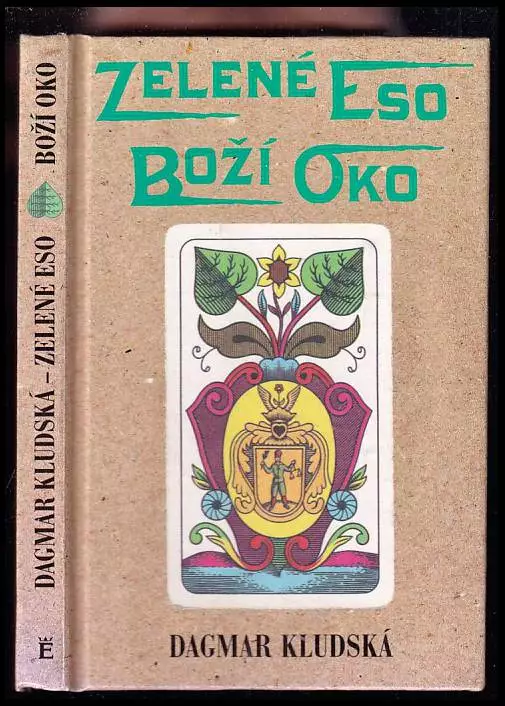 ZELENÉ ESO
BOŽÍ OKO
DAGMAR KLUDSKÁ
DAGMAR KLUDSKÁ – ZELENÉ ESO BOŽÍ OKO
E